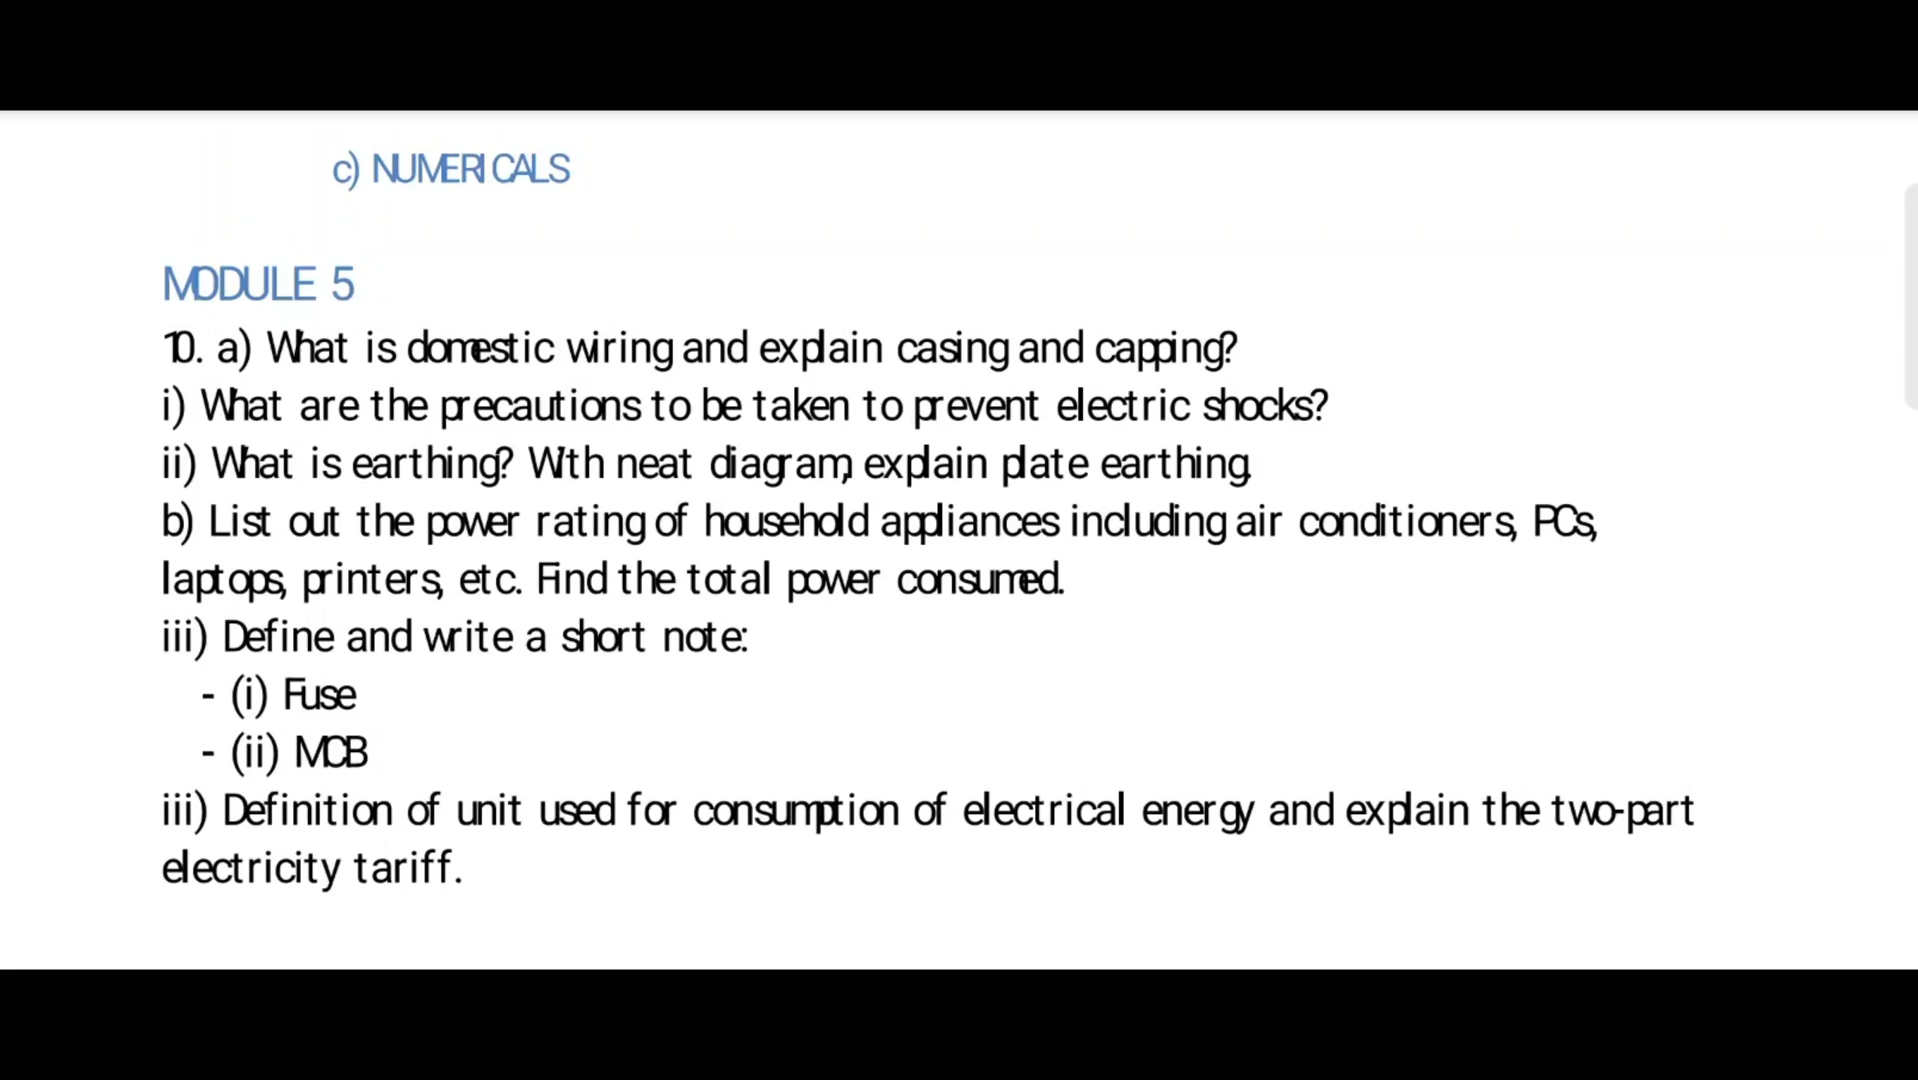 c) NUMERICALS
MODULE 5
10. a) What is domestic wiring and explain casing and capping?
i) What are the precautions to be taken to prevent electric shocks?
ii) What is earthing? With neat diagram, explain plate earthing.
b) List out the power rating of household appliances including air conditioners, PCs,
laptops, printers, etc. Find the total power consumed.
iii) Define and write a short note:
- (i) Fuse
- (ii) MCB
iii) Definition of unit used for consumption of electrical energy and explain the two-part
electricity tariff.